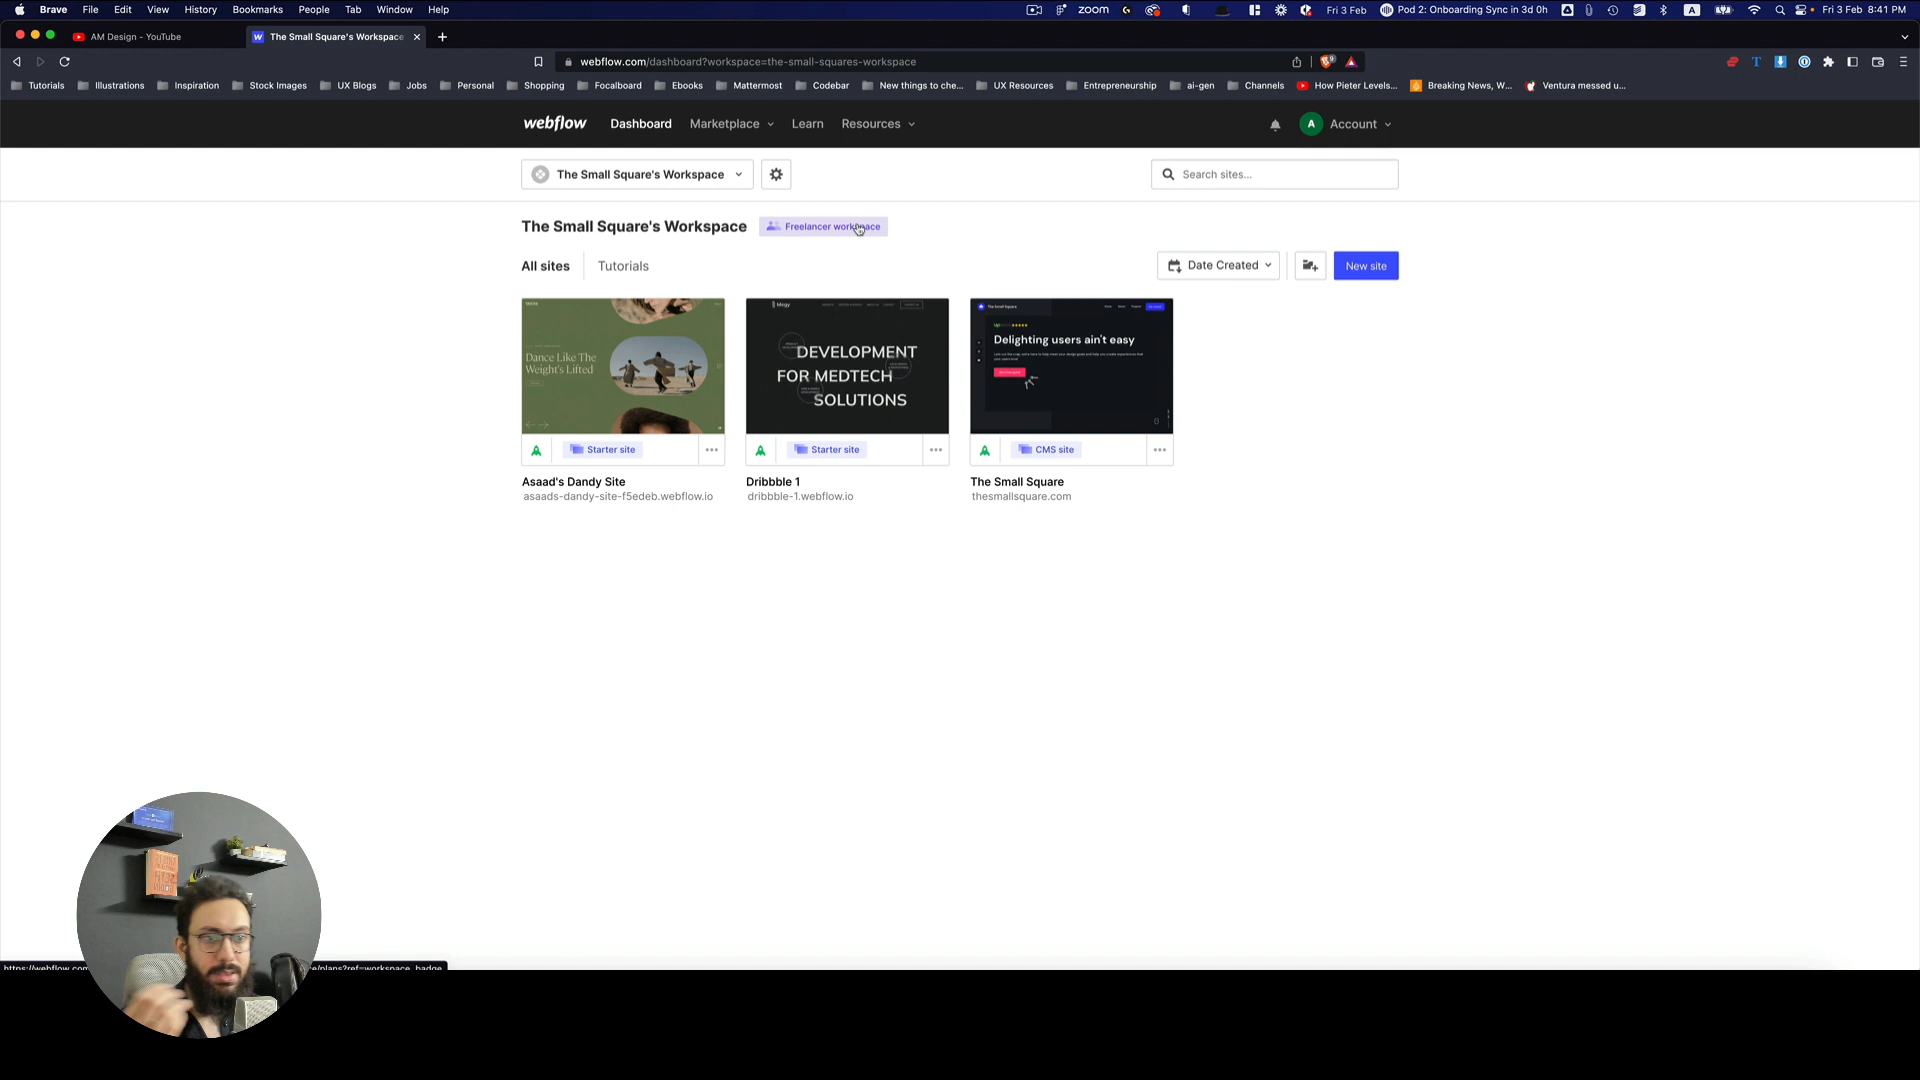 Brave File Edit View History Bookmarks People Tab Window Help
zoom Fri 3 Feb Pod 2: Onboarding Sync in 3d 0h A Fri 3 Feb 8:41 PM
AM Design - YouTube The Small Square's Workspace
webflow.com/dashboard?workspace=the-small-squares-workspace
Tutorials Illustrations Inspiration Stock Images UX Blogs Jobs Personal Shopping Focalboard Ebooks Mattermost Codebar New things to che... UX Resources Entrepreneurship ai-gen Channels How Pieter Levels... Breaking News, W... Ventura messed u...
webflow Dashboard Marketplace Learn Resources A Account
The Small Square's Workspace Search sites...
The Small Square's Workspace Freelancer workspace
All sites Tutorials Date Created New site
Dance Like The
Weight's Lifted
Mogy
DEVELOPMENT
FOR MEDTECH
SOLUTIONS
The Small Square
Delighting users ain't easy
Starter site ... Starter site ... CMS site ...
Asaad's Dandy Site Dribbble 1 The Small Square
asaads-dandy-site-f5edeb.webflow.io dribbble-1.webflow.io thesmallsquare.com